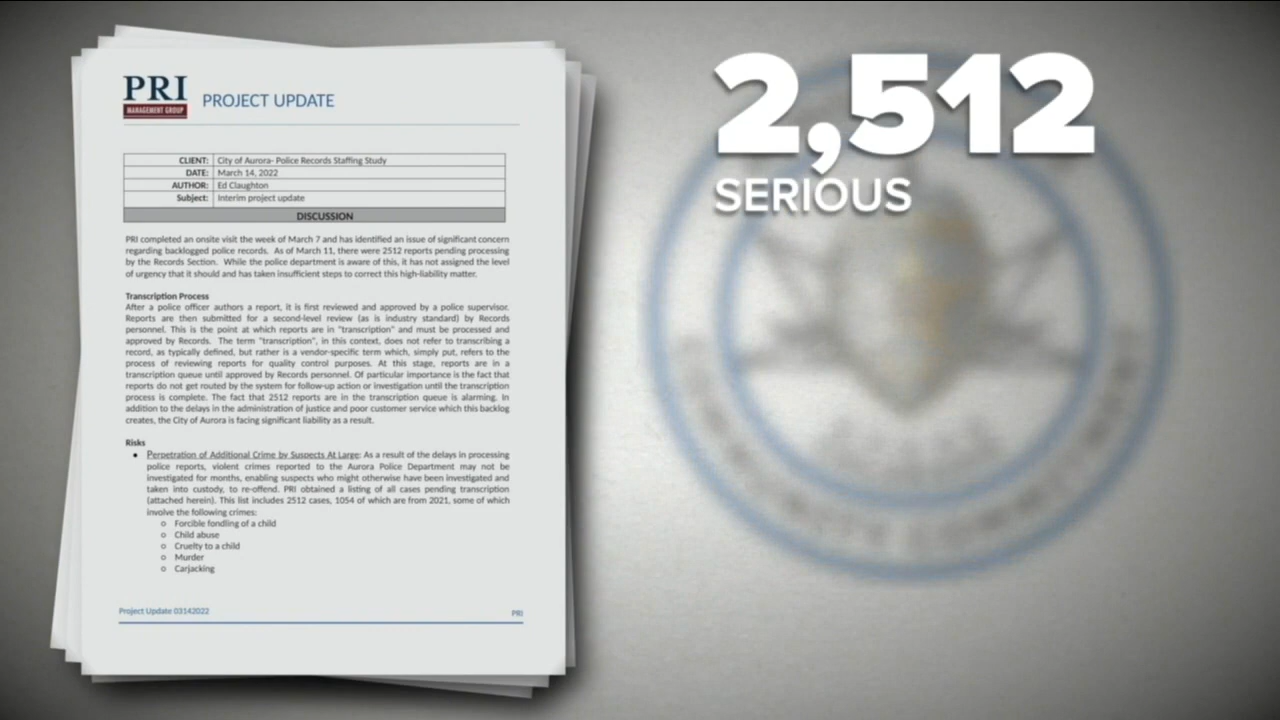 PRI
MANAGEMENT GROUP
PROJECT UPDATE
CLIENT: City of Aurora- Police Records Staffing Study
DATE: March 14, 2022
AUTHOR: Ed Claughton
Subject: Interim project update
DISCUSSION
PRI completed an onsite visit the week of March 7 and has identified an issue of significant concern
regarding backlogged police records. As of March 11, there were 2512 reports pending processing
by the Records Section. While the police department is aware of this, it has not assigned the level
of urgency that it should and has taken insufficient steps to correct this high-liability matter.
Transcription Process
After a police officer authors a report, it is first reviewed and approved by a police supervisor.
Reports are then submitted for a second-level review (as is industry standard) by Records
personnel. This is the point at which reports are in "transcription" and must be processed and
approved by Records. The term "transcription", in this context, does not refer to transcribing a
record, as typically defined, but rather is a vendor-specific term which, simply put, refers to the
process of reviewing reports for quality control purposes. At this stage, reports are in a
transcription queue until approved by Records personnel. Of particular importance is the fact that
reports do not get routed by the system for follow-up action or investigation until the transcription
process is complete. The fact that 2512 reports are in the transcription queue is alarming. In
addition to the delays in the administration of justice and poor customer service which this backlog
creates, the City of Aurora is facing significant liability as a result.
Risks
• Perpetration of Additional Crime by Suspects At Large: As a result of the delays in processing
police reports, violent crimes reported to the Aurora Police Department may not be
investigated for months, enabling suspects who might otherwise have been investigated and
taken into custody, to re-offend. PRI obtained a listing of all cases pending transcription
(attached herein). This list includes 2512 cases, 1054 of which are from 2021, some of which
involve the following crimes:
o Forcible fondling of a child
o Child abuse
o Cruelty to a child
o Murder
o Carjacking
Project Update 03142022
PRI
2,512
SERIOUS